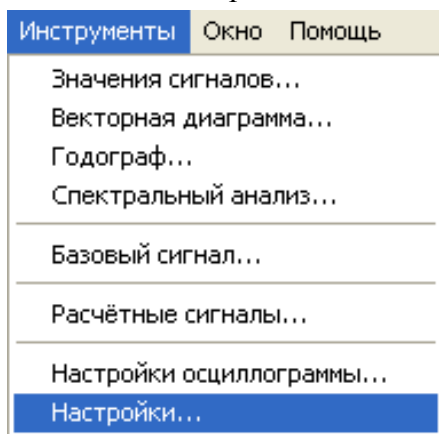 Инструменты Окно Помощь
Значения сигналов...
Векторная диаграмма...
Годограф...
Спектральный анализ...
Базовый сигнал...
Расчётные сигналы...
Настройки осциллограммы...
Настройки...